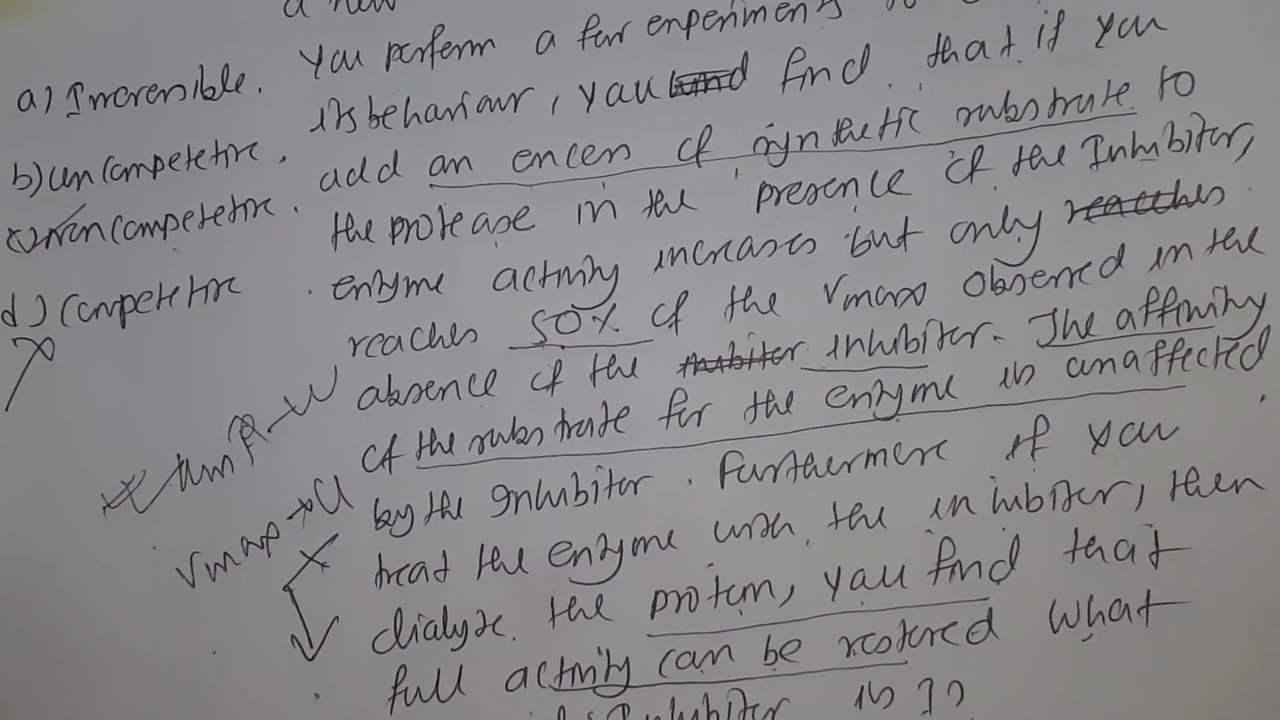 a new
a) Irreversible.
You perform a few experiments to
its behaviour, you find that if you
b) Uncompetetive.
add an excess of synthetic substrate to
c) Noncompetetive.
the protease in the presence of the Inhibitor,
d) Competetive
enzyme activity increases but only reaches
reaches 50% of the Vmax observed in the
absence of the inhibitor. The affinity
of the substrate for the enzyme is unaffected
by the Inhibitor. Furthermore if you
treat the enzyme with the inhibitor, then
Vmax
dialyze the protein, you find that
full activity can be restored what
Inhibitor is I?